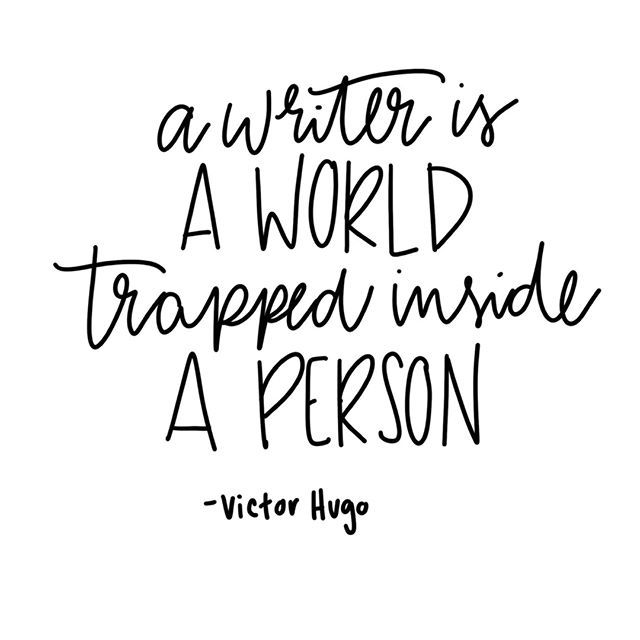 a writer is
A WORLD
trapped inside
A PERSON
-Victor Hugo